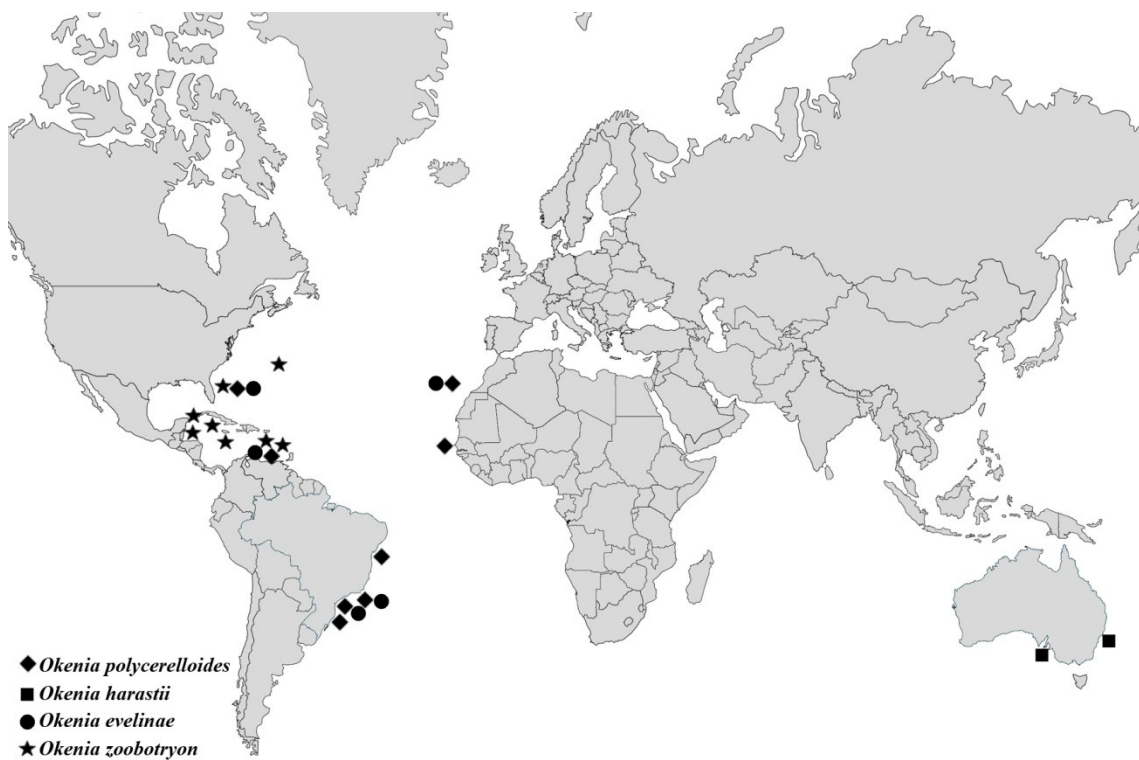 Okenia polycerelloides
Okenia harastii
Okenia evelinae
Okenia zoobotryon